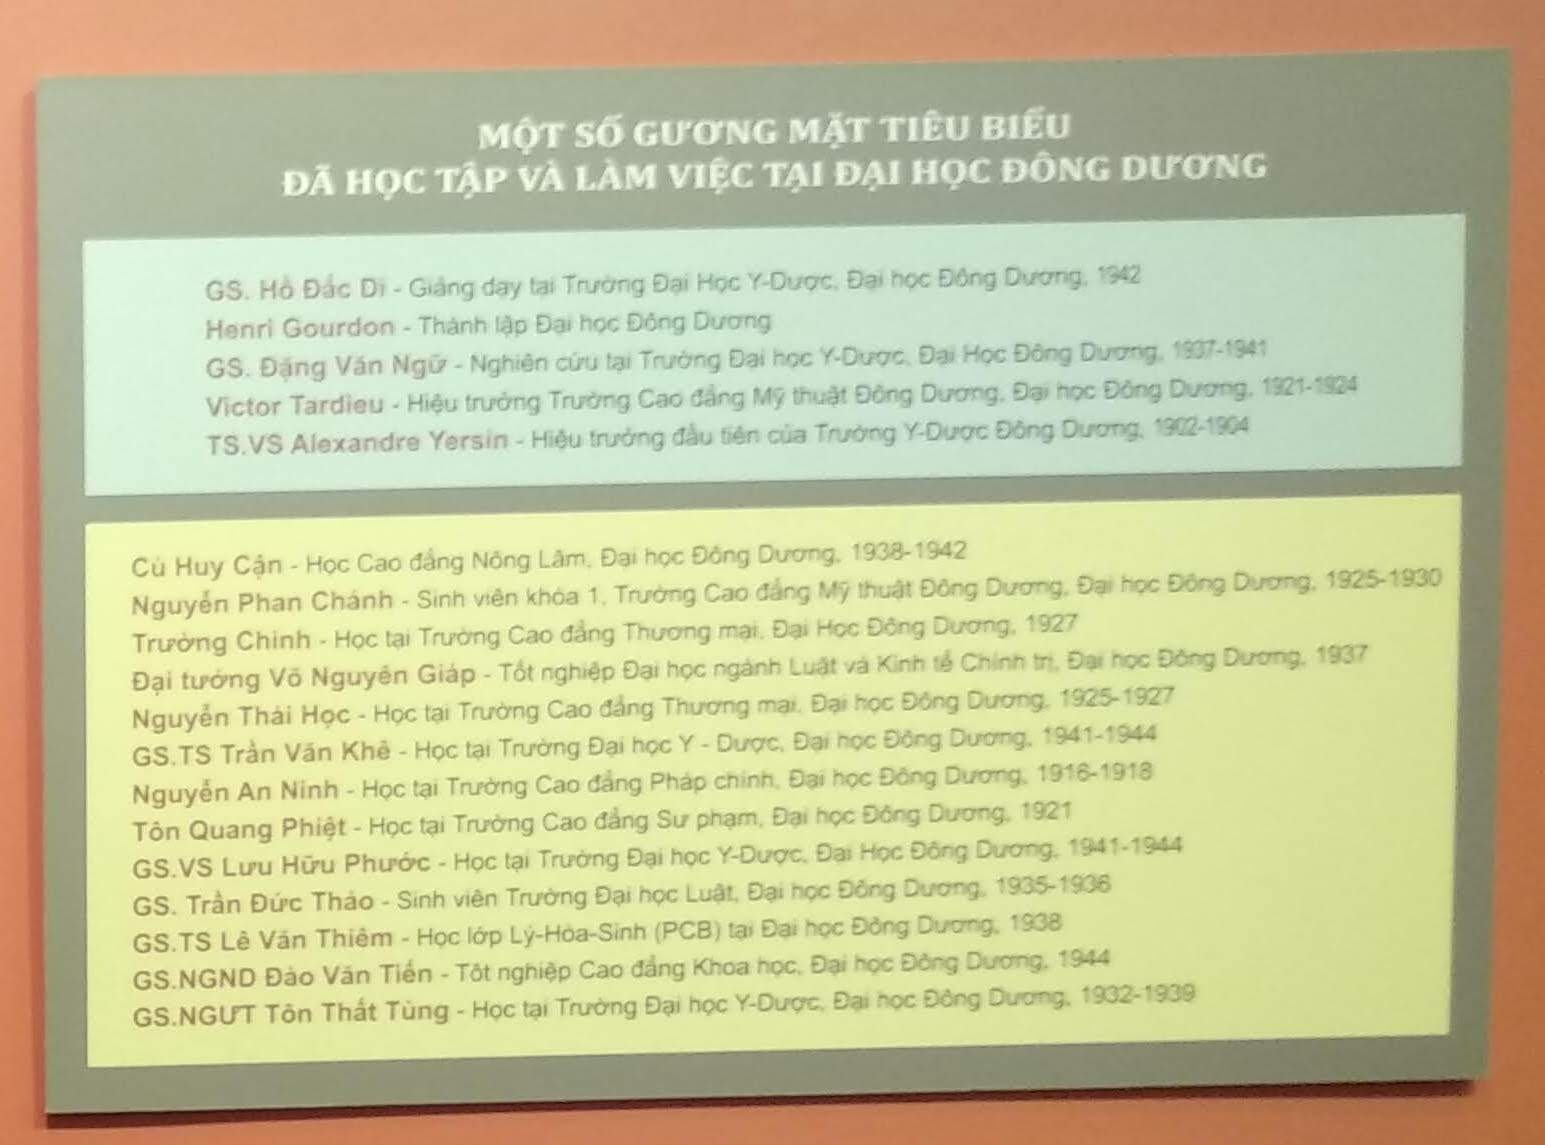 MỘT SỐ GƯƠNG MẶT TIÊU BIỂU
ĐÃ HỌC TẬP VÀ LÀM VIỆC TẠI ĐẠI HỌC ĐÔNG DƯƠNG
GS. Hồ Đắc Di - Giảng dạy tại Trường Đại Học Y-Dược, Đại học Đông Dương, 1942
Henri Gourdon - Thành lập Đại học Đông Dương
GS. Đặng Văn Ngữ - Nghiên cứu tại Trường Đại học Y-Dược, Đại Học Đông Dương, 1937-1941
Victor Tardieu - Hiệu trưởng Trường Cao đẳng Mỹ thuật Đông Dương, Đại học Đông Dương, 1921-1924
TS.VS Alexandre Yersin - Hiệu trưởng đầu tiên của Trường Y-Dược Đông Dương, 1902-1904
Cù Huy Cận - Học Cao đẳng Nông Lâm, Đại học Đông Dương, 1938-1942
Nguyễn Phan Chánh - Sinh viên khóa 1, Trường Cao đẳng Mỹ thuật Đông Dương, Đại học Đông Dương, 1925-1930
Trường Chinh - Học tại Trường Cao đẳng Thương mại, Đại Học Đông Dương, 1927
Đại tướng Võ Nguyên Giáp - Tốt nghiệp Đại học ngành Luật và Kinh tế Chính trị, Đại học Đông Dương, 1937
Nguyễn Thái Học - Học tại Trường Cao đẳng Thương mại, Đại học Đông Dương, 1925-1927
GS.TS Trần Văn Khê - Học tại Trường Đại học Y - Dược, Đại học Đông Dương, 1941-1944
Nguyễn An Ninh - Học tại Trường Cao đẳng Pháp chính, Đại học Đông Dương, 1916-1918
Tôn Quang Phiệt - Học tại Trường Cao đẳng Sư phạm, Đại học Đông Dương, 1921
GS.VS Lưu Hữu Phước - Học tại Trường Đại học Y-Dược, Đại Học Đông Dương, 1941-1944
GS. Trần Đức Thảo - Sinh viên Trường Đại học Luật, Đại học Đông Dương, 1935-1936
GS.TS Lê Văn Thiêm - Học lớp Lý-Hóa-Sinh (PCB) tại Đại học Đông Dương, 1938
GS.NGND Đào Văn Tiến - Tốt nghiệp Cao đẳng Khoa học, Đại học Đông Dương, 1944
GS.NGƯT Tôn Thất Tùng - Học tại Trường Đại học Y-Dược, Đại học Đông Dương, 1932-1939